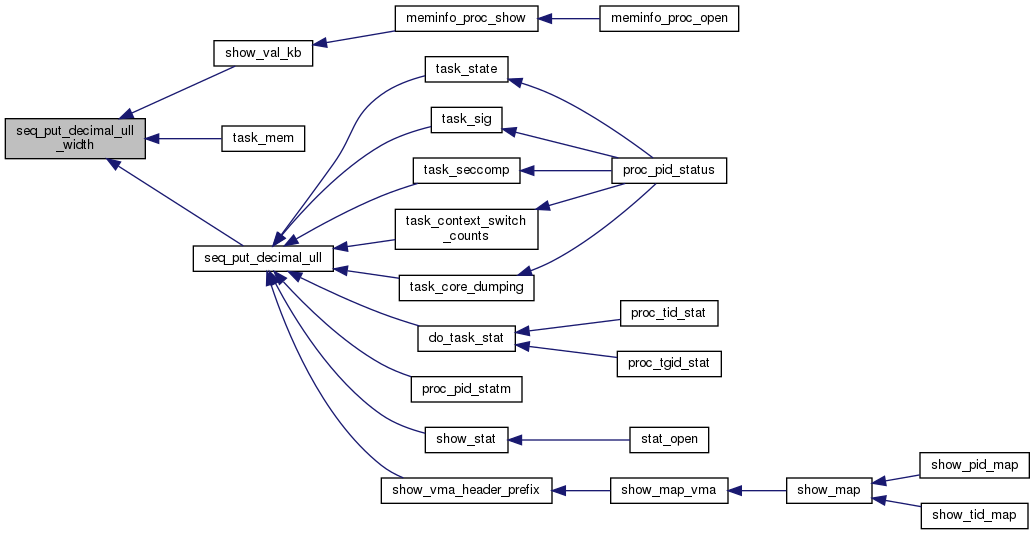 meminfo_proc_show
meminfo_proc_open
show_val_kb
task_state
task_sig
seq_put_decimal_ull
_width
task_mem
task_seccomp
proc_pid_status
task_context_switch
_counts
seq_put_decimal_ull
task_core_dumping
proc_tid_stat
do_task_stat
proc_tgid_stat
proc_pid_statm
show_stat
stat_open
show_pid_map
show_vma_header_prefix
show_map_vma
show_map
show_tid_map